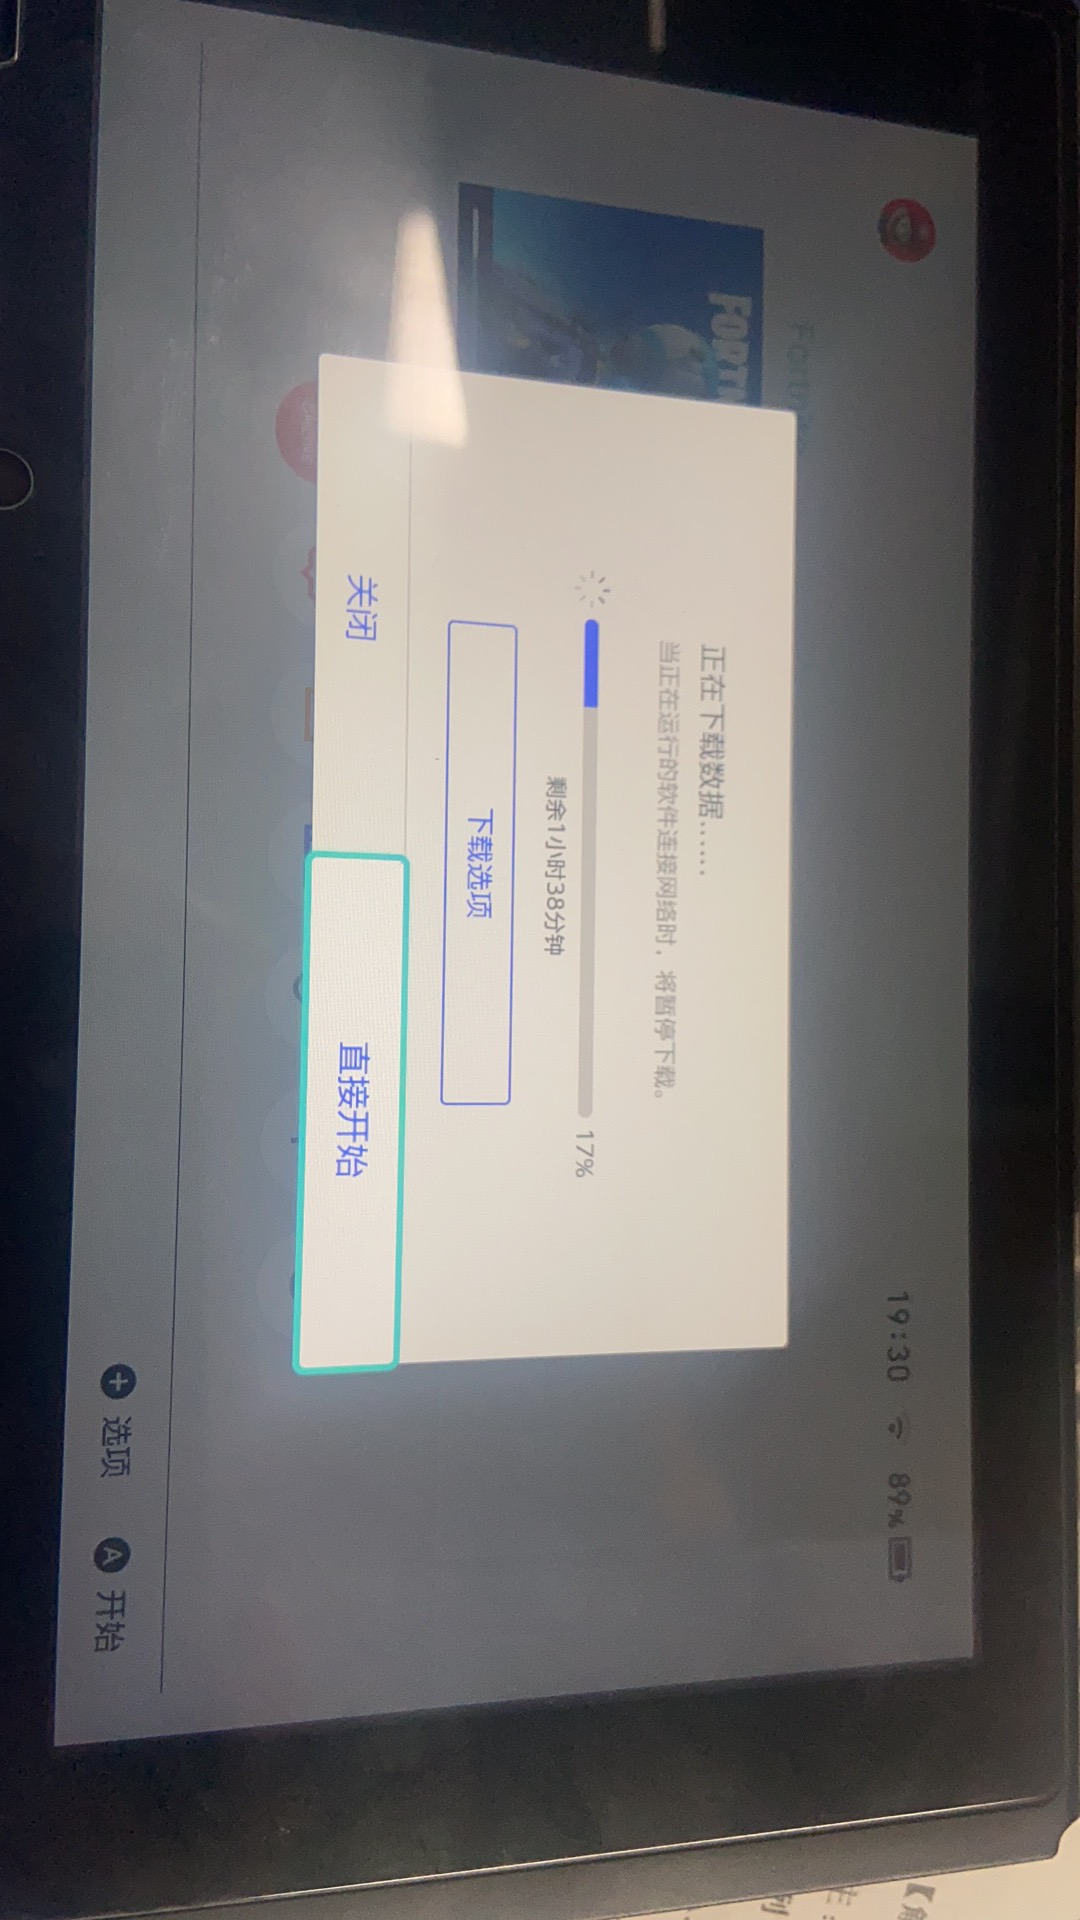 Fortnite
19:30 89%
FORTN
正在下载数据……
当正在运行的软件连接网络时，将暂停下载。
17%
剩余1小时38分钟
下载选项
关闭
直接开始
+ 选项 A 开始